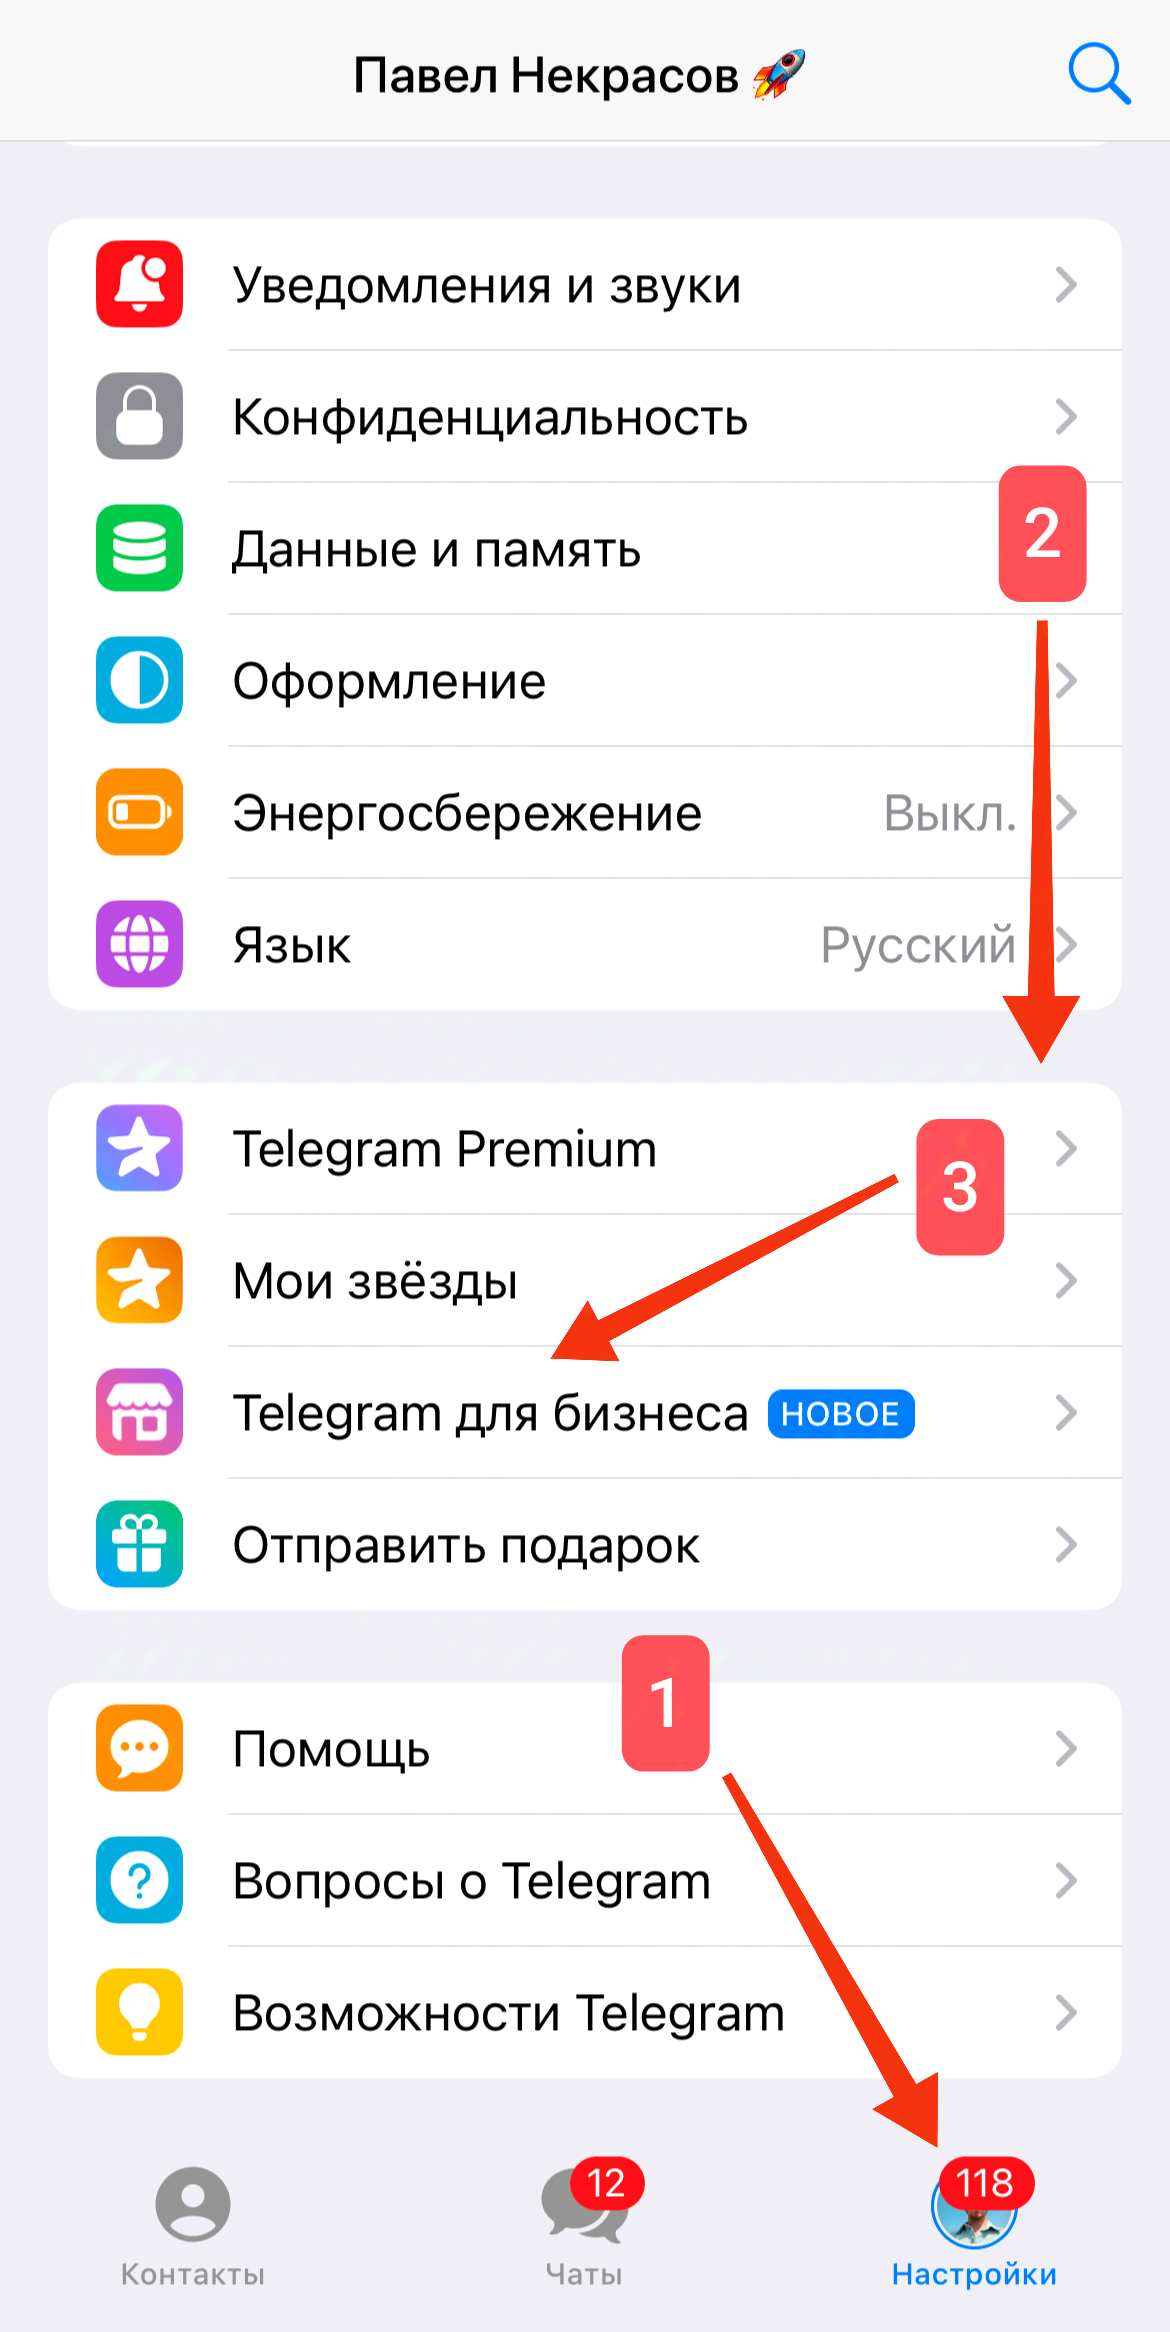 Павел Некрасов 🚀
Уведомления и звуки
Конфиденциальность
Данные и память
2
Оформление
Энергосбережение Выкл.
Язык Русский
Telegram Premium
3
Мои звёзды
Telegram для бизнеса НОВОЕ
Отправить подарок
1
Помощь
Вопросы о Telegram
Возможности Telegram
12
118
Контакты
Чаты
Настройки